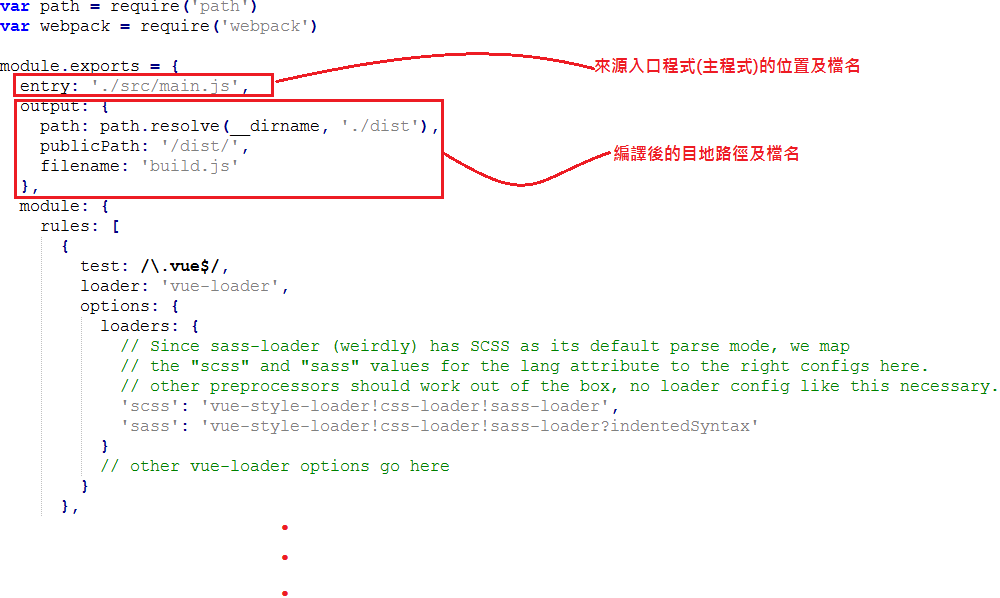 var path = require('path')
var webpack = require('webpack')
module.exports = {
entry: './src/main.js',
來源入口程式(主程式)的位置及檔名
output: {
path: path.resolve(__dirname, './dist'),
publicPath: '/dist/',
filename: 'build.js'
編譯後的目地路徑及檔名
},
module: {
rules: [
{
test: /\.vue$/,
loader: 'vue-loader',
options: {
loaders: {
// Since sass-loader (weirdly) has SCSS as its default parse mode, we map
// the "scss" and "sass" values for the lang attribute to the right configs here.
// other preprocessors should work out of the box, no loader config like this necessary.
'scss': 'vue-style-loader!css-loader!sass-loader',
'sass': 'vue-style-loader!css-loader!sass-loader?indentedSyntax'
}
// other vue-loader options go here
}
},